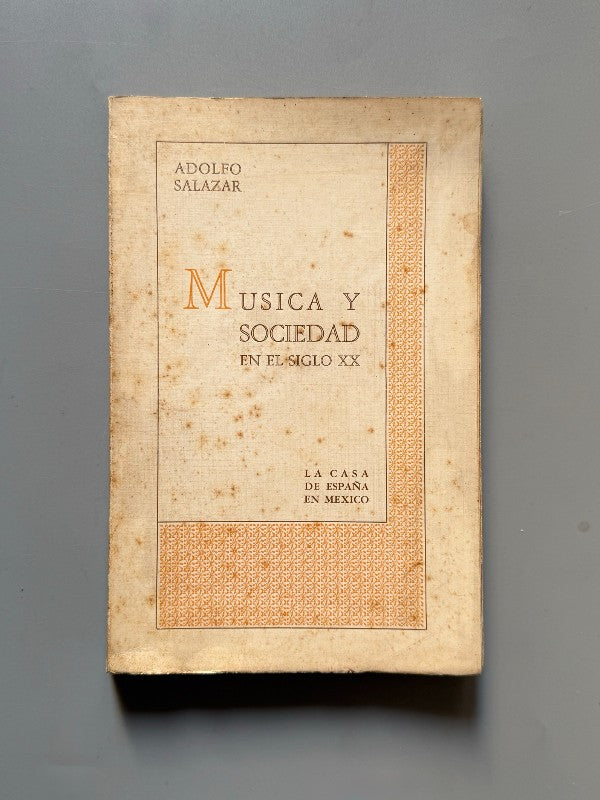 ADOLFO
SALAZAR
MUSICA Y
SOCIEDAD
EN EL SIGLO XX
LA CASA
DE ESPAÑA
EN MEXICO